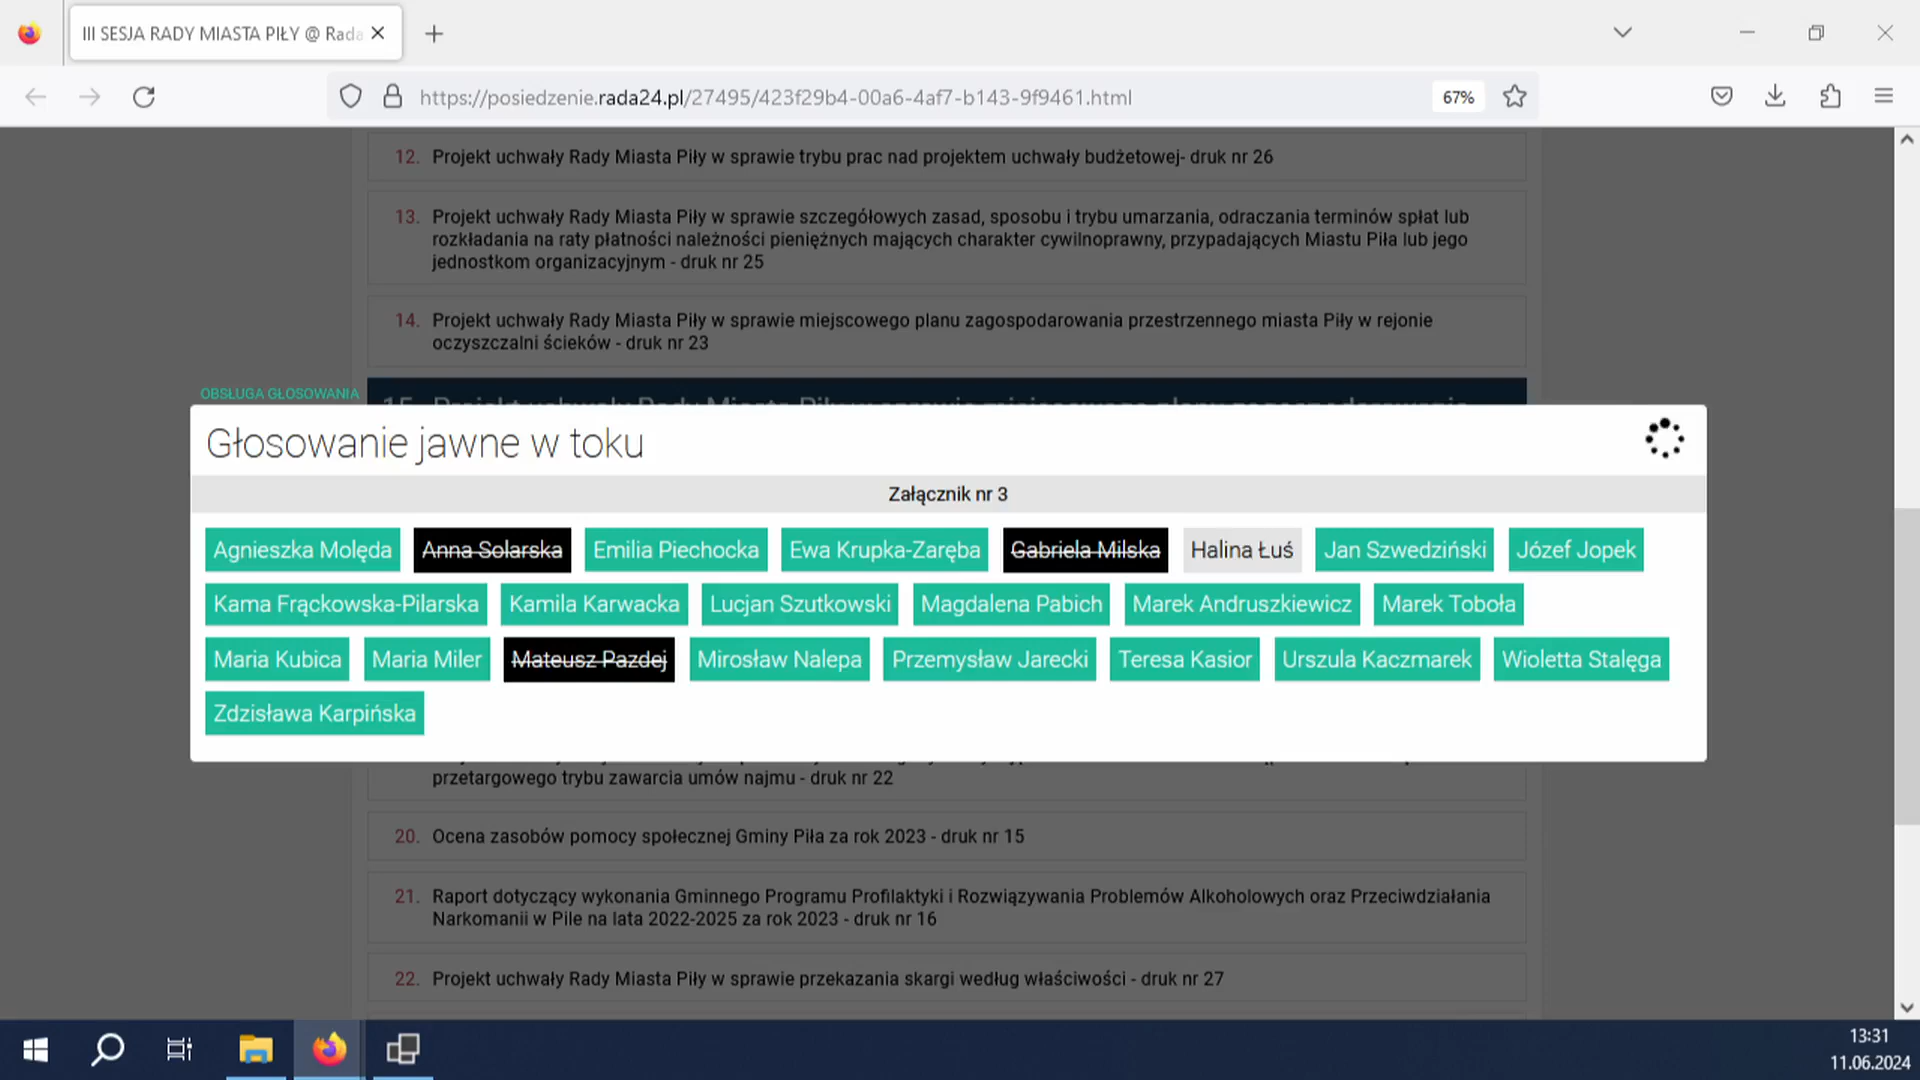 III SESJA RADY MIASTA PIŁY @ Rada
https://posiedzenie.rada24.pl/27495/423f29b4-00a6-4af7-b143-9f9461.html
67%
12. Projekt uchwały Rady Miasta Piły w sprawie trybu prac nad projektem uchwały budżetowej- druk nr 26
13. Projekt uchwały Rady Miasta Piły w sprawie szczegółowych zasad, sposobu i trybu umarzania, odraczania terminów spłat lub
rozkładania na raty płatności należności pieniężnych mających charakter cywilnoprawny, przypadających Miastu Piła lub jego
jednostkom organizacyjnym - druk nr 25
14. Projekt uchwały Rady Miasta Piły w sprawie miejscowego planu zagospodarowania przestrzennego miasta Piły w rejonie
oczyszczalni ścieków - druk nr 23
OBSŁUGA GŁOSOWANIA
15. Projekt uchwały Rady Miasta Piły w sprawie miejscowego planu zagospodarowania
Głosowanie jawne w toku
Załącznik nr 3
Agnieszka Molęda Anna Solarska Emilia Piechocka Ewa Krupka-Zaręba Gabriela Milska Halina Łuś Jan Szwedziński Józef Jopek
Kama Frąckowska-Pilarska Kamila Karwacka Lucjan Szutkowski Magdalena Pabich Marek Andruszkiewicz Marek Toboła
Maria Kubica Maria Miler Mateusz Pazdej Mirosław Nalepa Przemysław Jarecki Teresa Kasior Urszula Kaczmarek Wioletta Stalęga
Zdzisława Karpińska
przetargowego trybu zawarcia umów najmu - druk nr 22
20. Ocena zasobów pomocy społecznej Gminy Piła za rok 2023 - druk nr 15
21. Raport dotyczący wykonania Gminnego Programu Profilaktyki i Rozwiązywania Problemów Alkoholowych oraz Przeciwdziałania
Narkomanii w Pile na lata 2022-2025 za rok 2023 - druk nr 16
22. Projekt uchwały Rady Miasta Piły w sprawie przekazania skargi według właściwości - druk nr 27
13:31
11.06.2024